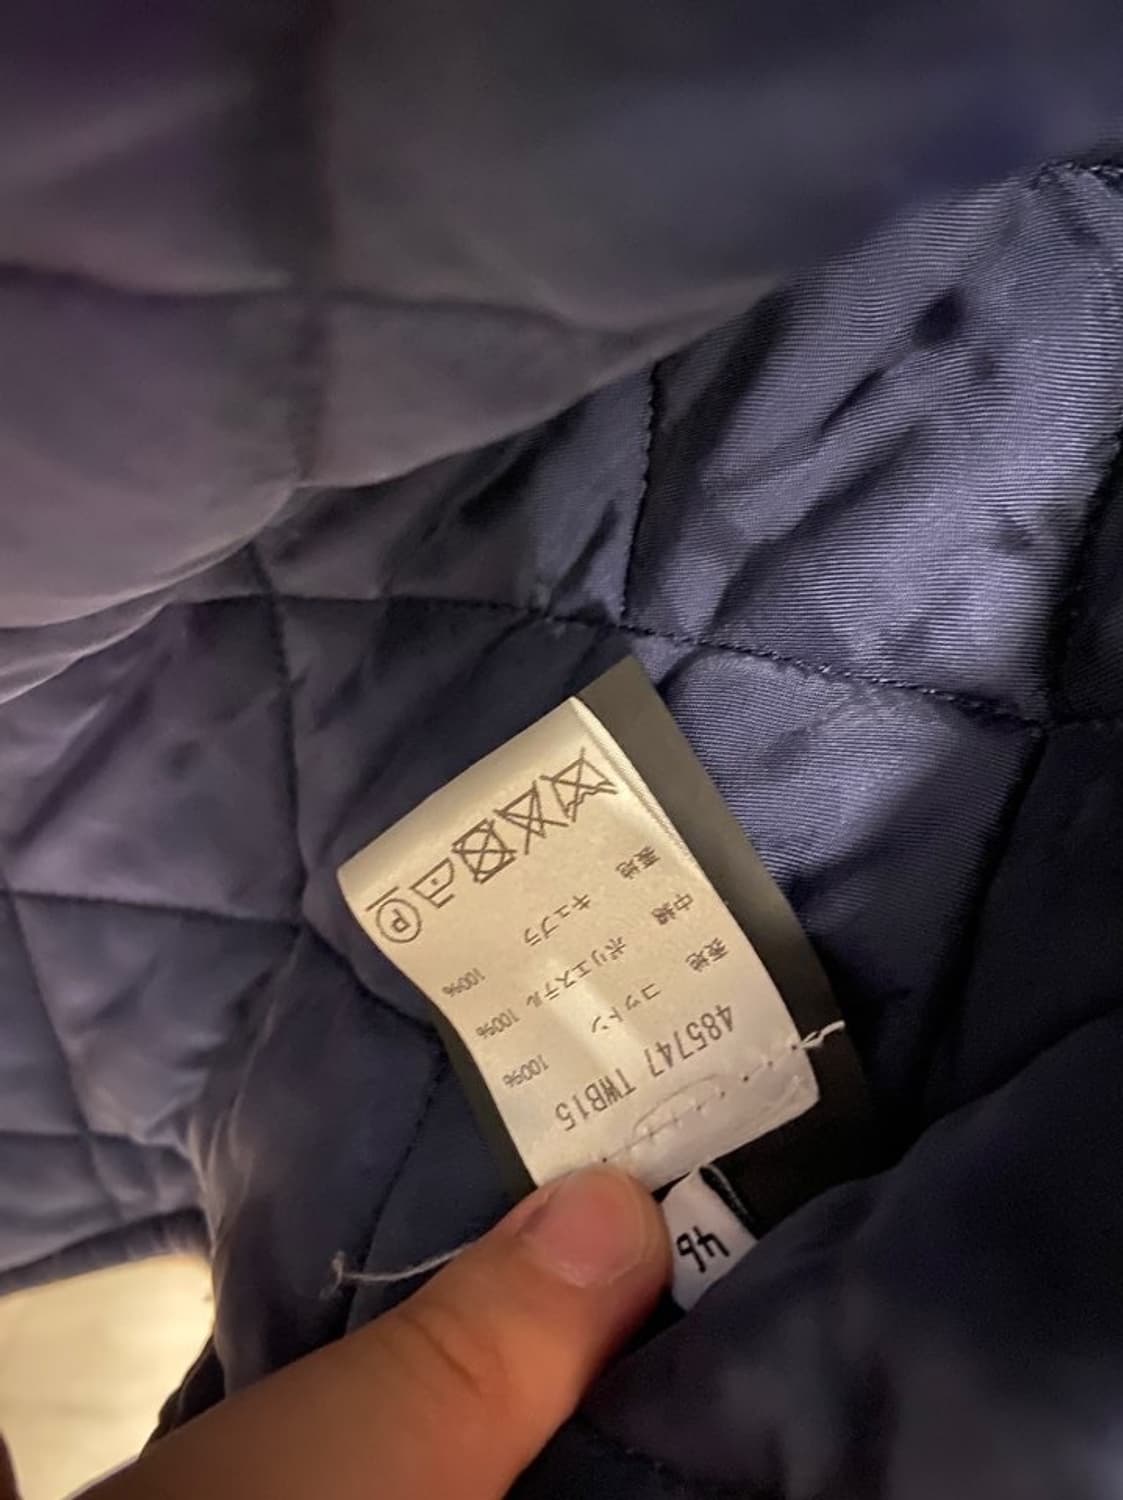 46
485747 TWB15
表地 コットン 100%
中綿 ポリエステル 100%
裏地 キュプラ 100%
P